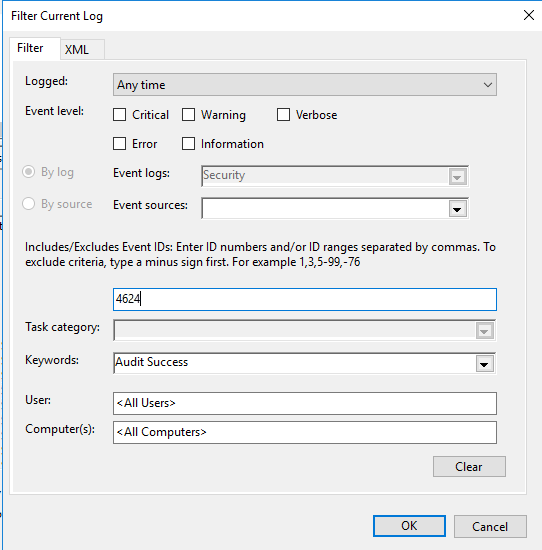 Filter Current Log
Filter XML
Logged: Any time
Event level: Critical Warning Verbose
Error Information
By log Event logs: Security
By source Event sources:
Includes/Excludes Event IDs: Enter ID numbers and/or ID ranges separated by commas. To
exclude criteria, type a minus sign first. For example 1,3,5-99,-76
4624
Task category:
Keywords: Audit Success
User: <All Users>
Computer(s): <All Computers>
Clear
OK Cancel